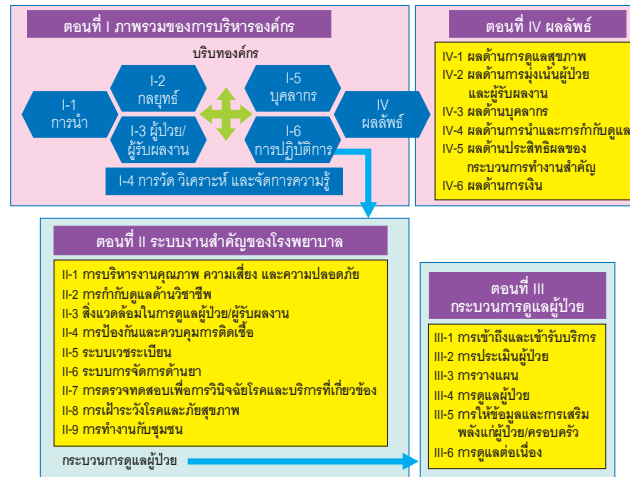 ตอนที่ I ภาพรวมของการบริหารองค์กร
บริบทองค์กร
I-1
การนำ
I-2
กลยุทธ์
I-3 ผู้ป่วย/
ผู้รับผลงาน
I-5
บุคลากร
I-6
การปฏิบัติการ
IV
ผลลัพธ์
I-4 การวัด วิเคราะห์ และจัดการความรู้
ตอนที่ IV ผลลัพธ์
IV-1 ผลด้านการดูแลสุขภาพ
IV-2 ผลด้านการมุ่งเน้นผู้ป่วย
และผู้รับผลงาน
IV-3 ผลด้านบุคลากร
IV-4 ผลด้านการนำและการกำกับดูแล
IV-5 ผลด้านประสิทธิผลของ
กระบวนการทำงานสำคัญ
IV-6 ผลด้านการเงิน
ตอนที่ II ระบบงานสำคัญของโรงพยาบาล
II-1 การบริหารงานคุณภาพ ความเสี่ยง และความปลอดภัย
II-2 การกำกับดูแลด้านวิชาชีพ
II-3 สิ่งแวดล้อมในการดูแลผู้ป่วย/ผู้รับผลงาน
II-4 การป้องกันและควบคุมการติดเชื้อ
II-5 ระบบเวชระเบียน
II-6 ระบบการจัดการด้านยา
II-7 การตรวจทดสอบเพื่อการวินิจฉัยโรคและบริการที่เกี่ยวข้อง
II-8 การเฝ้าระวังโรคและภัยสุขภาพ
II-9 การทำงานกับชุมชน
กระบวนการดูแลผู้ป่วย
ตอนที่ III
กระบวนการดูแลผู้ป่วย
III-1 การเข้าถึงและเข้ารับบริการ
III-2 การประเมินผู้ป่วย
III-3 การวางแผน
III-4 การดูแลผู้ป่วย
III-5 การให้ข้อมูลและการเสริม
พลังแก่ผู้ป่วย/ครอบครัว
III-6 การดูแลต่อเนื่อง